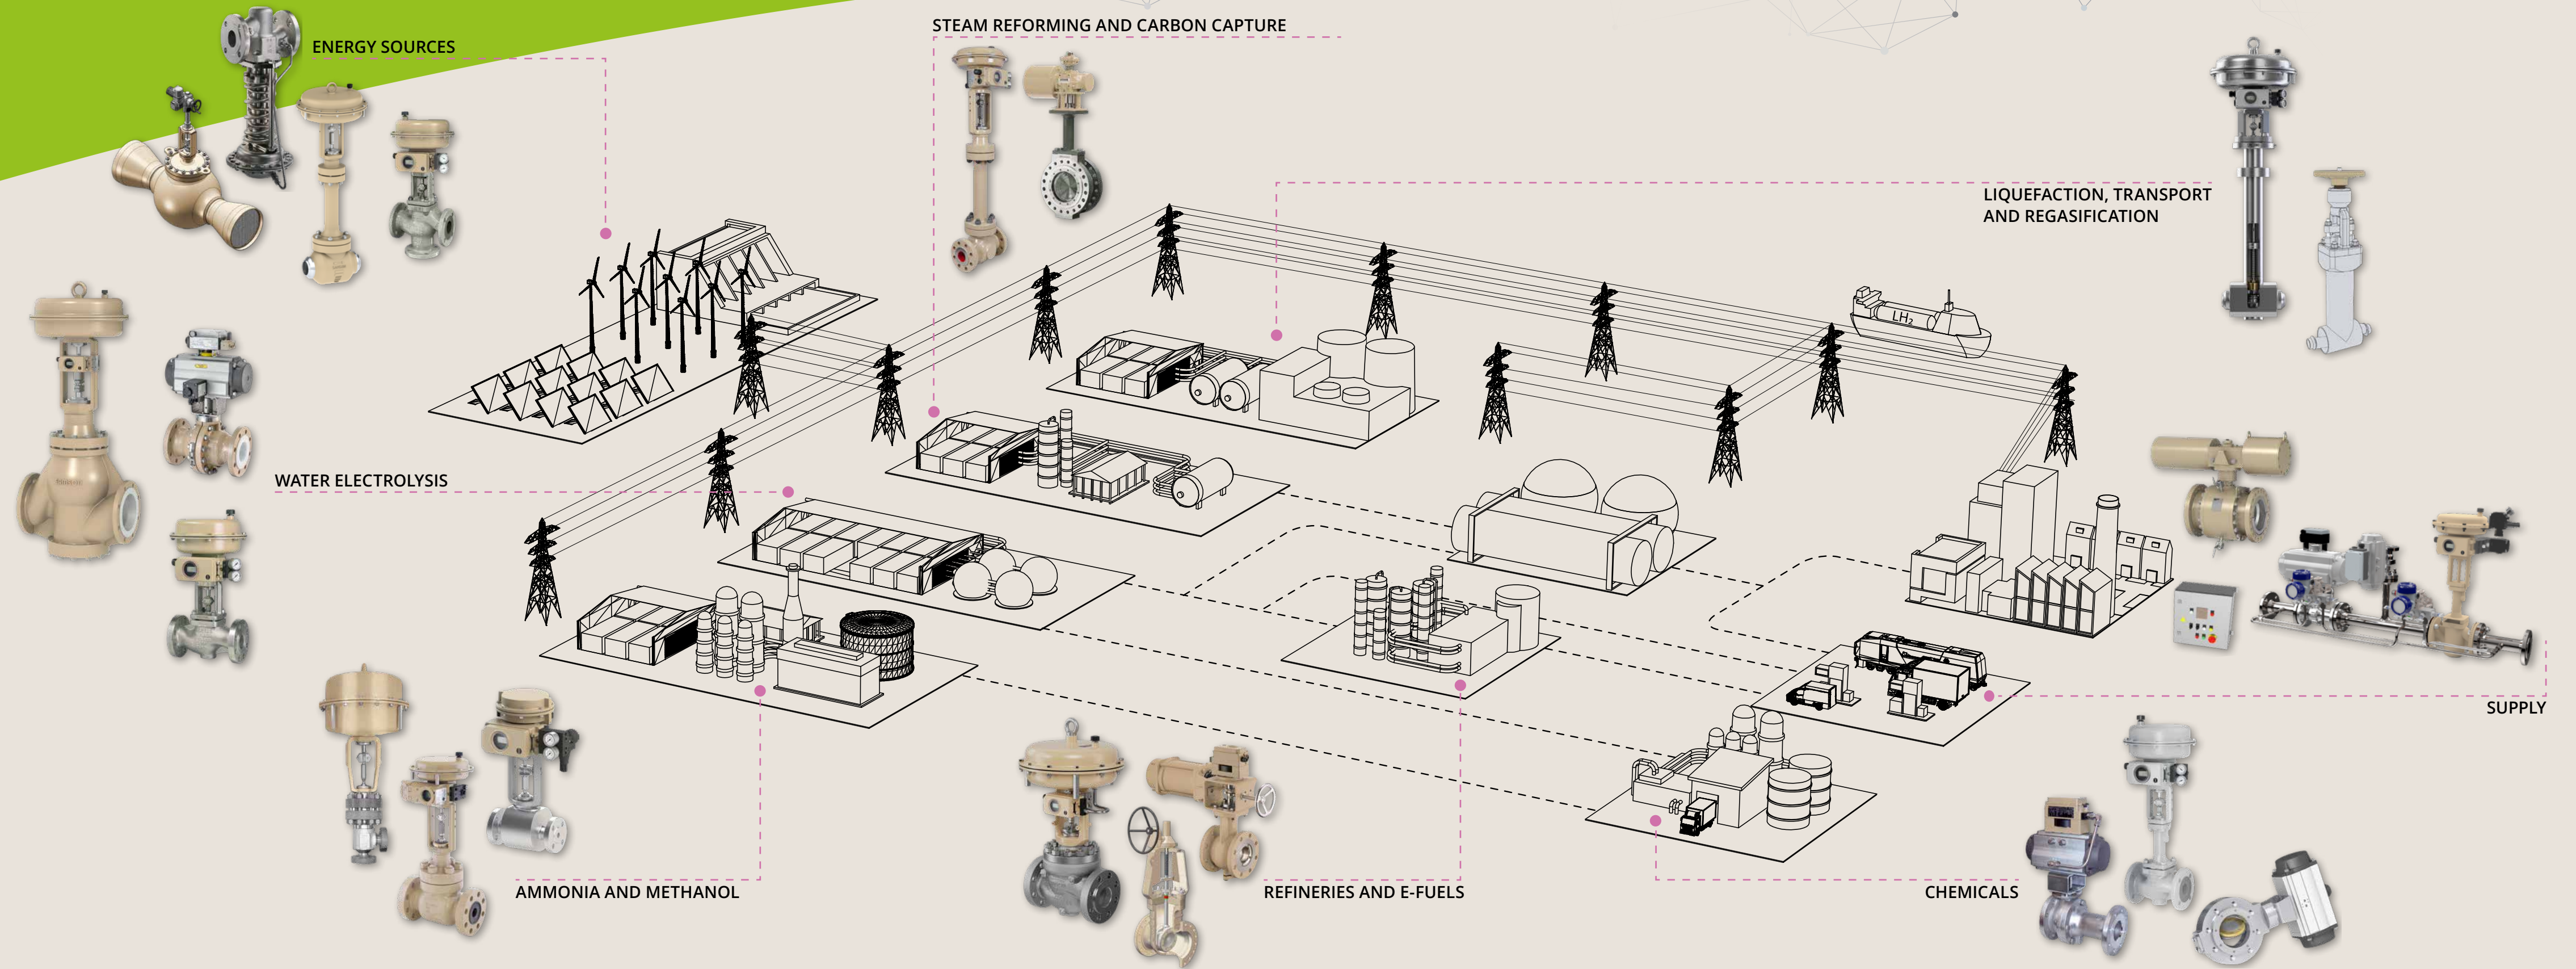 ENERGY SOURCES
STEAM REFORMING AND CARBON CAPTURE
LIQUEFACTION, TRANSPORT
AND REGASIFICATION
LH₂
WATER ELECTROLYSIS
SUPPLY
AMMONIA AND METHANOL
REFINERIES AND E-FUELS
CHEMICALS